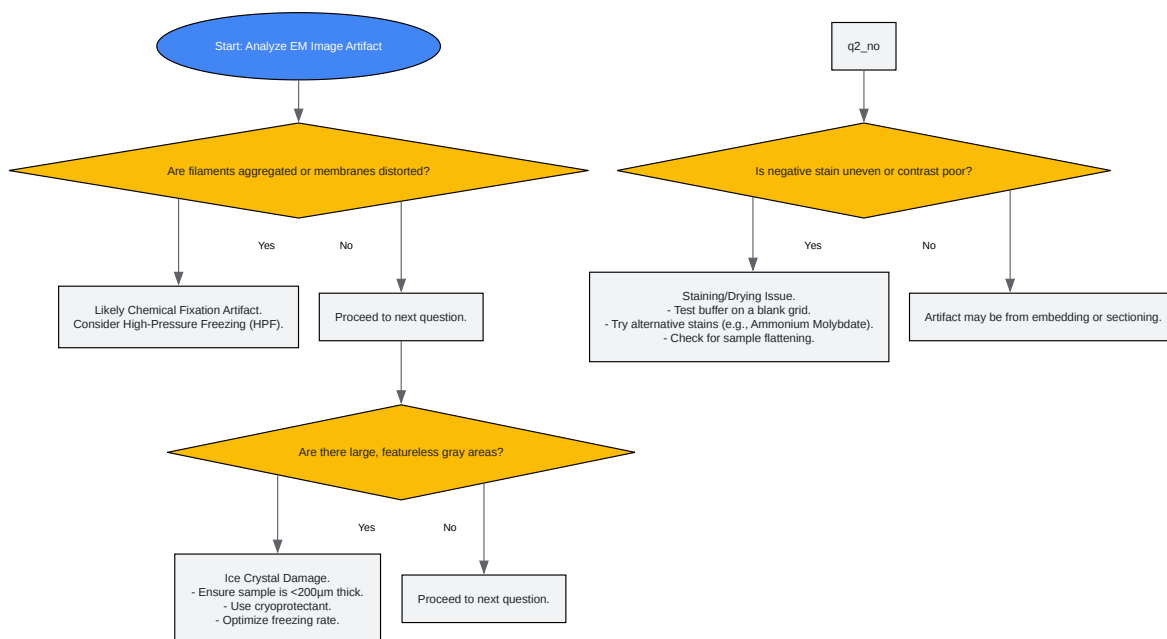 Start: Analyze EM Image Artifact
Are filaments aggregated or membranes distorted?
Yes
No
Likely Chemical Fixation Artifact.
Consider High-Pressure Freezing (HPF).
Proceed to next question.
Are there large, featureless gray areas?
Yes
No
Ice Crystal Damage.
- Ensure sample is <200µm thick.
- Use cryoprotectant.
- Optimize freezing rate.
Proceed to next question.
q2_no
Is negative stain uneven or contrast poor?
Yes
No
Staining/Drying Issue.
- Test buffer on a blank grid.
- Try alternative stains (e.g., Ammonium Molybdate).
- Check for sample flattening.
Artifact may be from embedding or sectioning.